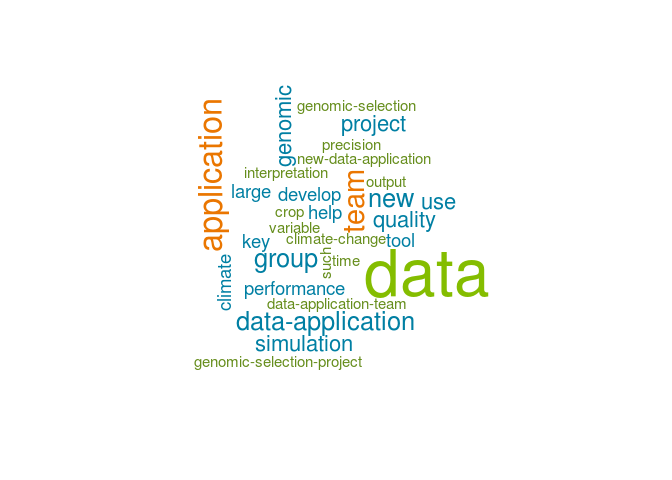 genomic
application
genomic-selection
project
precision
new-data-application
interpretation
team
output
large
develop
new
use
crop
help
quality
variable
key
climate-change
tool
group
such
time
data
climate
performance
data-application-team
data-application
simulation
genomic-selection-project